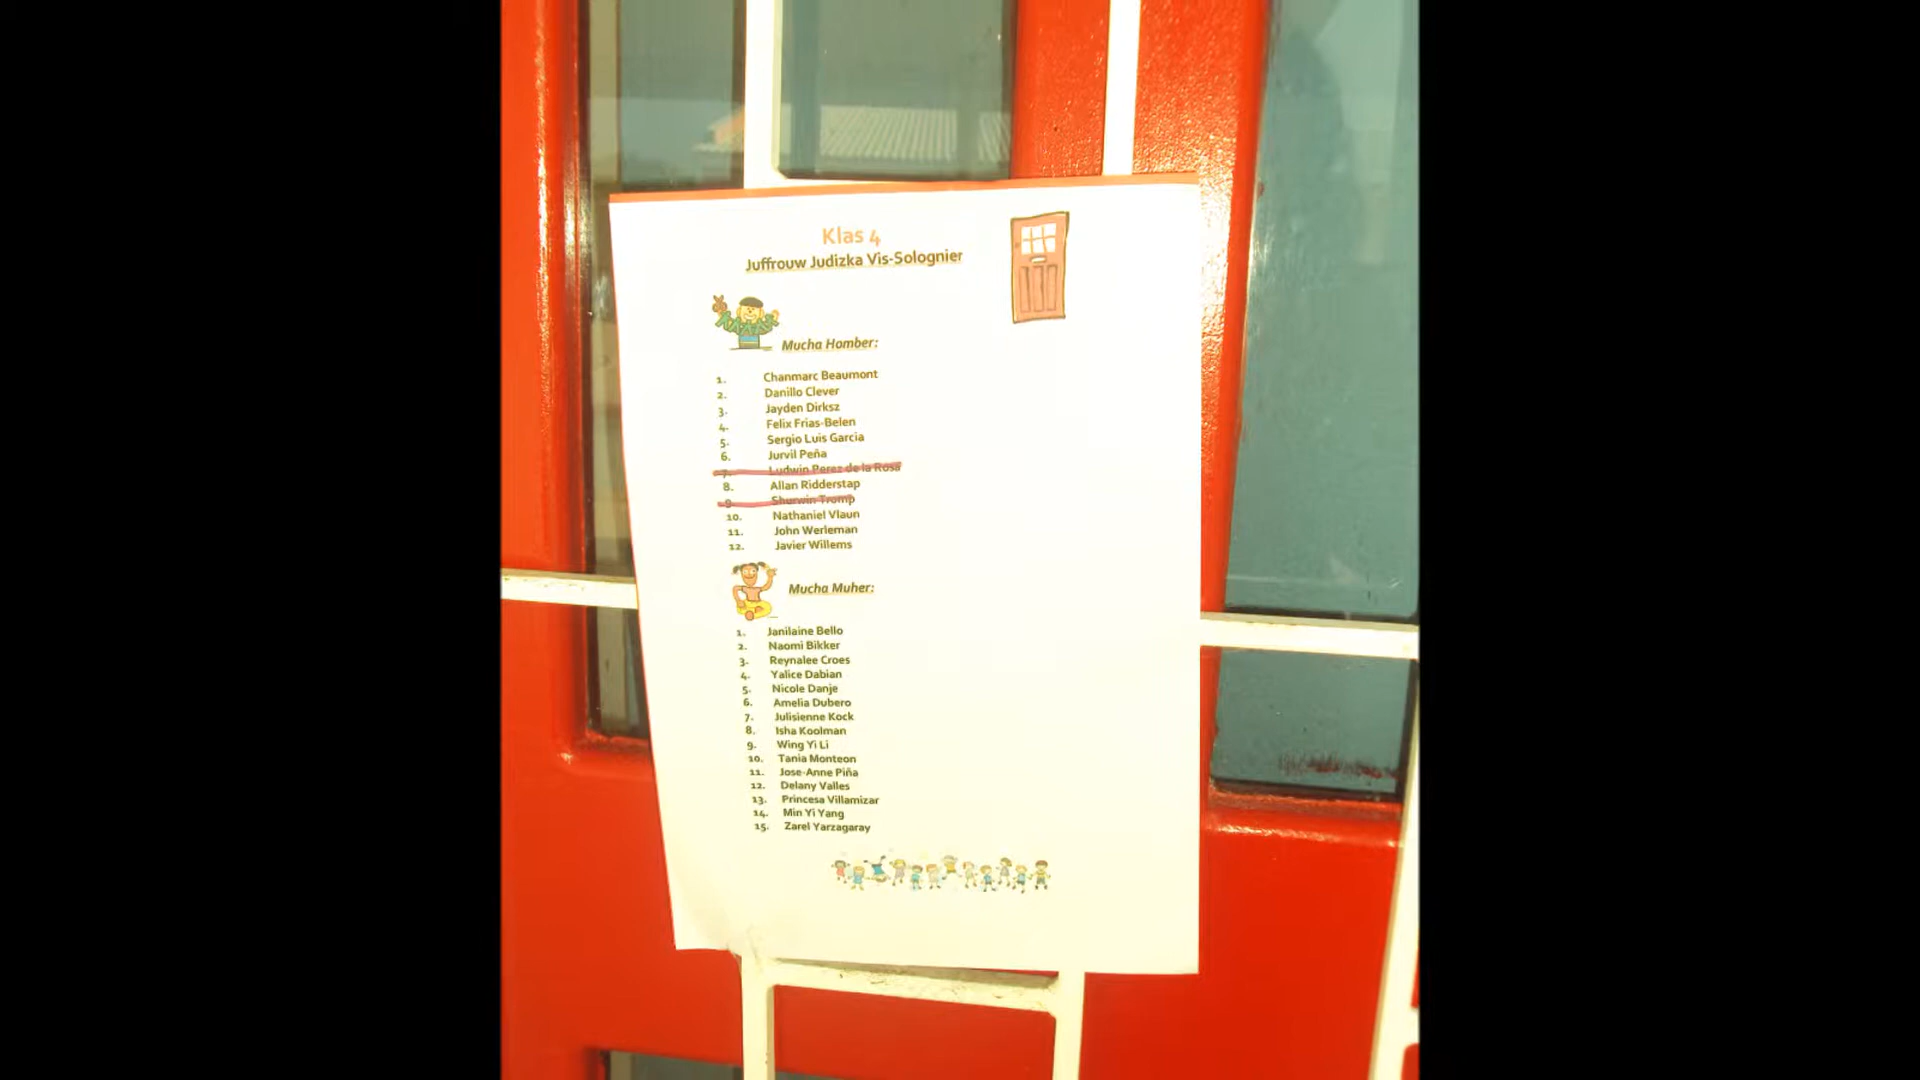 Klas 4
Juffrouw Judizka Vis-Solognier
Mucha Homber:
1. Chanmarc Beaumont
2. Danillo Clever
3. Jayden Dirksz
4. Felix Frias-Belen
5. Sergio Luis Garcia
6. Jurvil Peña
7. Ludwin Perez de la Rosa
8. Allan Ridderstap
9. Sherwin Tromp
10. Nathaniel Vlaun
11. John Werleman
12. Javier Willems
Mucha Muher:
1. Janilaine Bello
2. Naomi Bikker
3. Reynalee Croes
4. Yalice Dabian
5. Nicole Danje
6. Amelia Dubero
7. Julisienne Kock
8. Isha Koolman
9. Wing Yi Li
10. Tania Monteon
11. Jose-Anne Piña
12. Delany Valles
13. Princesa Villamizar
14. Min Yi Yang
15. Zarel Yarzagaray